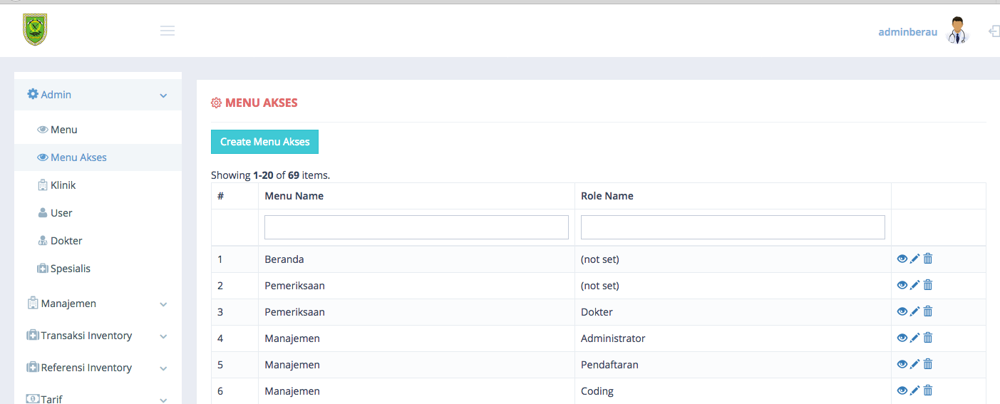 adminberau
Admin
Menu
Menu Akses
Klinik
User
Dokter
Spesialis
Manajemen
Transaksi Inventory
Referensi Inventory
Tarif
MENU AKSES
Create Menu Akses
Showing 1-20 of 69 items.
# Menu Name Role Name
1 Beranda (not set)
2 Pemeriksaan (not set)
3 Pemeriksaan Dokter
4 Manajemen Administrator
5 Manajemen Pendaftaran
6 Manajemen Coding